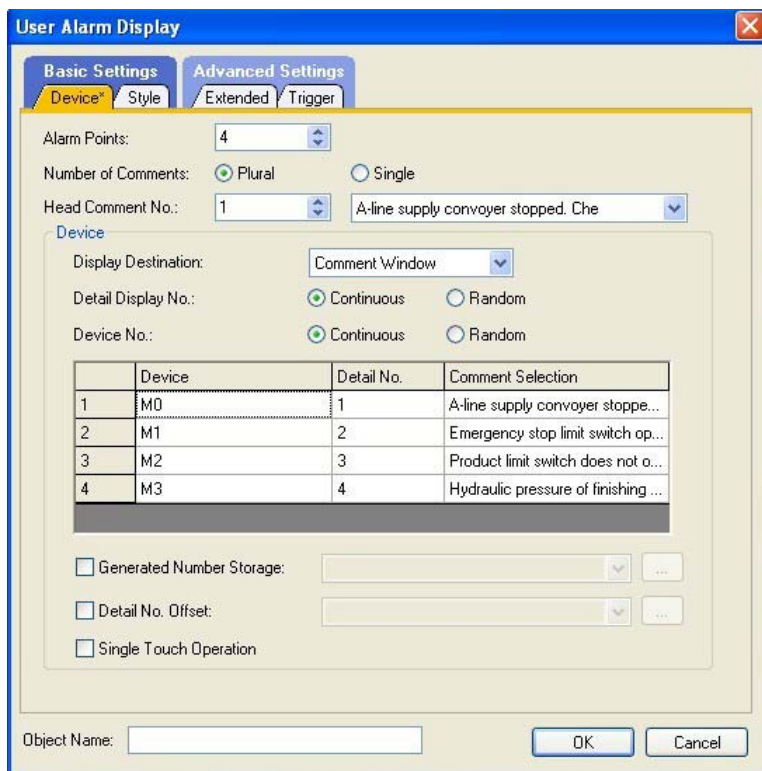 User Alarm Display
Basic Settings Advanced Settings
Device* Style Extended Trigger
Alarm Points: 4
Number of Comments: Plural Single
Head Comment No.: 1 A-line supply convoyer stopped. Che
Device
Display Destination: Comment Window
Detail Display No.: Continuous Random
Device No.: Continuous Random
Device Detail No. Comment Selection
1 M0 1 A-line supply convoyer stoppe...
2 M1 2 Emergency stop limit switch op...
3 M2 3 Product limit switch does not o...
4 M3 4 Hydraulic pressure of finishing ...
Generated Number Storage: ...
Detail No. Offset: ...
Single Touch Operation
Object Name: OK Cancel